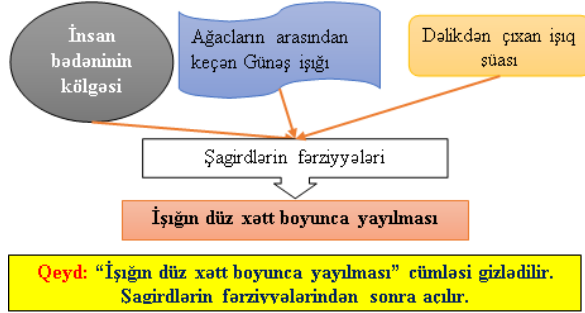 İnsan
bədəninin
kölgəsi
Ağacların arasından
keçən Günəş işığı
Dəlikdən çıxan işıq
şüası
Şagirdlərin fərziyyələri
İşığın düz xətt boyunca yayılması
Qeyd: “İşığın düz xətt boyunca yayılması” cümləsi gizlədilir.
Şagirdlərin fərziyyələrindən sonra açılır.